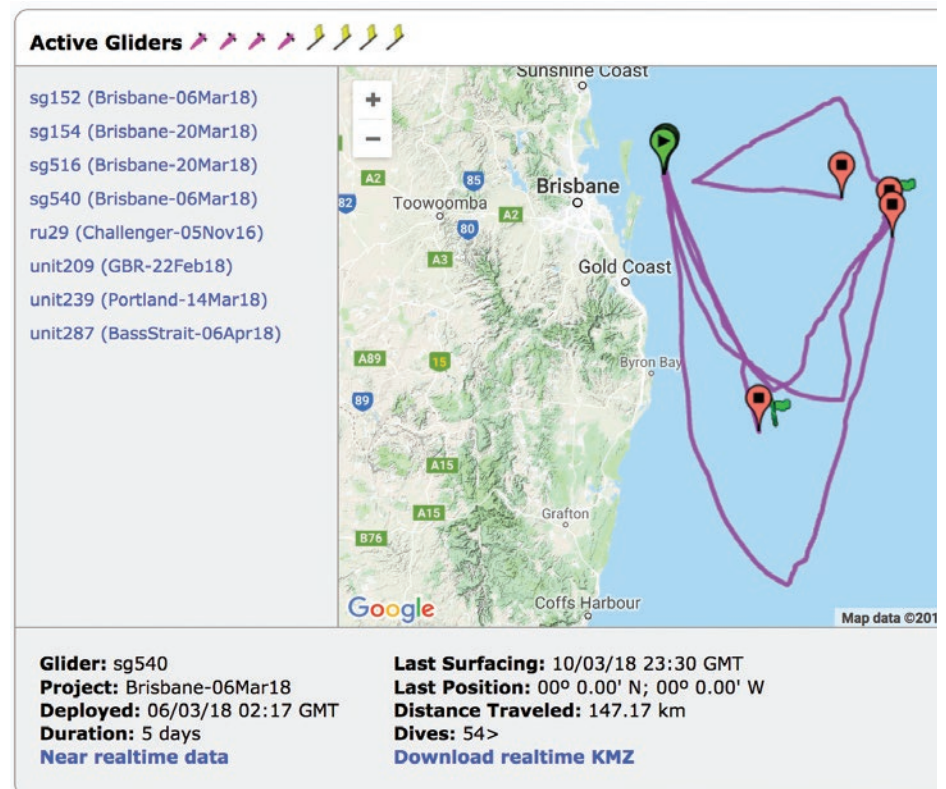 Active Gliders
sg152 (Brisbane-06Mar18)
sg154 (Brisbane-20Mar18)
sg516 (Brisbane-20Mar18)
sg540 (Brisbane-06Mar18)
ru29 (Challenger-05Nov16)
unit209 (GBR-22Feb18)
unit239 (Portland-14Mar18)
unit287 (BassStrait-06Apr18)
+
−
Sunshine Coast
A2
85
82
Toowoomba
Brisbane
A2
80
A3
Gold Coast
A89
15
Byron Bay
89
A15
A15
Grafton
B76
Coffs Harbour
Google
Map data ©201
Glider: sg540
Project: Brisbane-06Mar18
Deployed: 06/03/18 02:17 GMT
Duration: 5 days
Near realtime data
Last Surfacing: 10/03/18 23:30 GMT
Last Position: 00º 0.00' N; 00º 0.00' W
Distance Traveled: 147.17 km
Dives: 54>
Download realtime KMZ